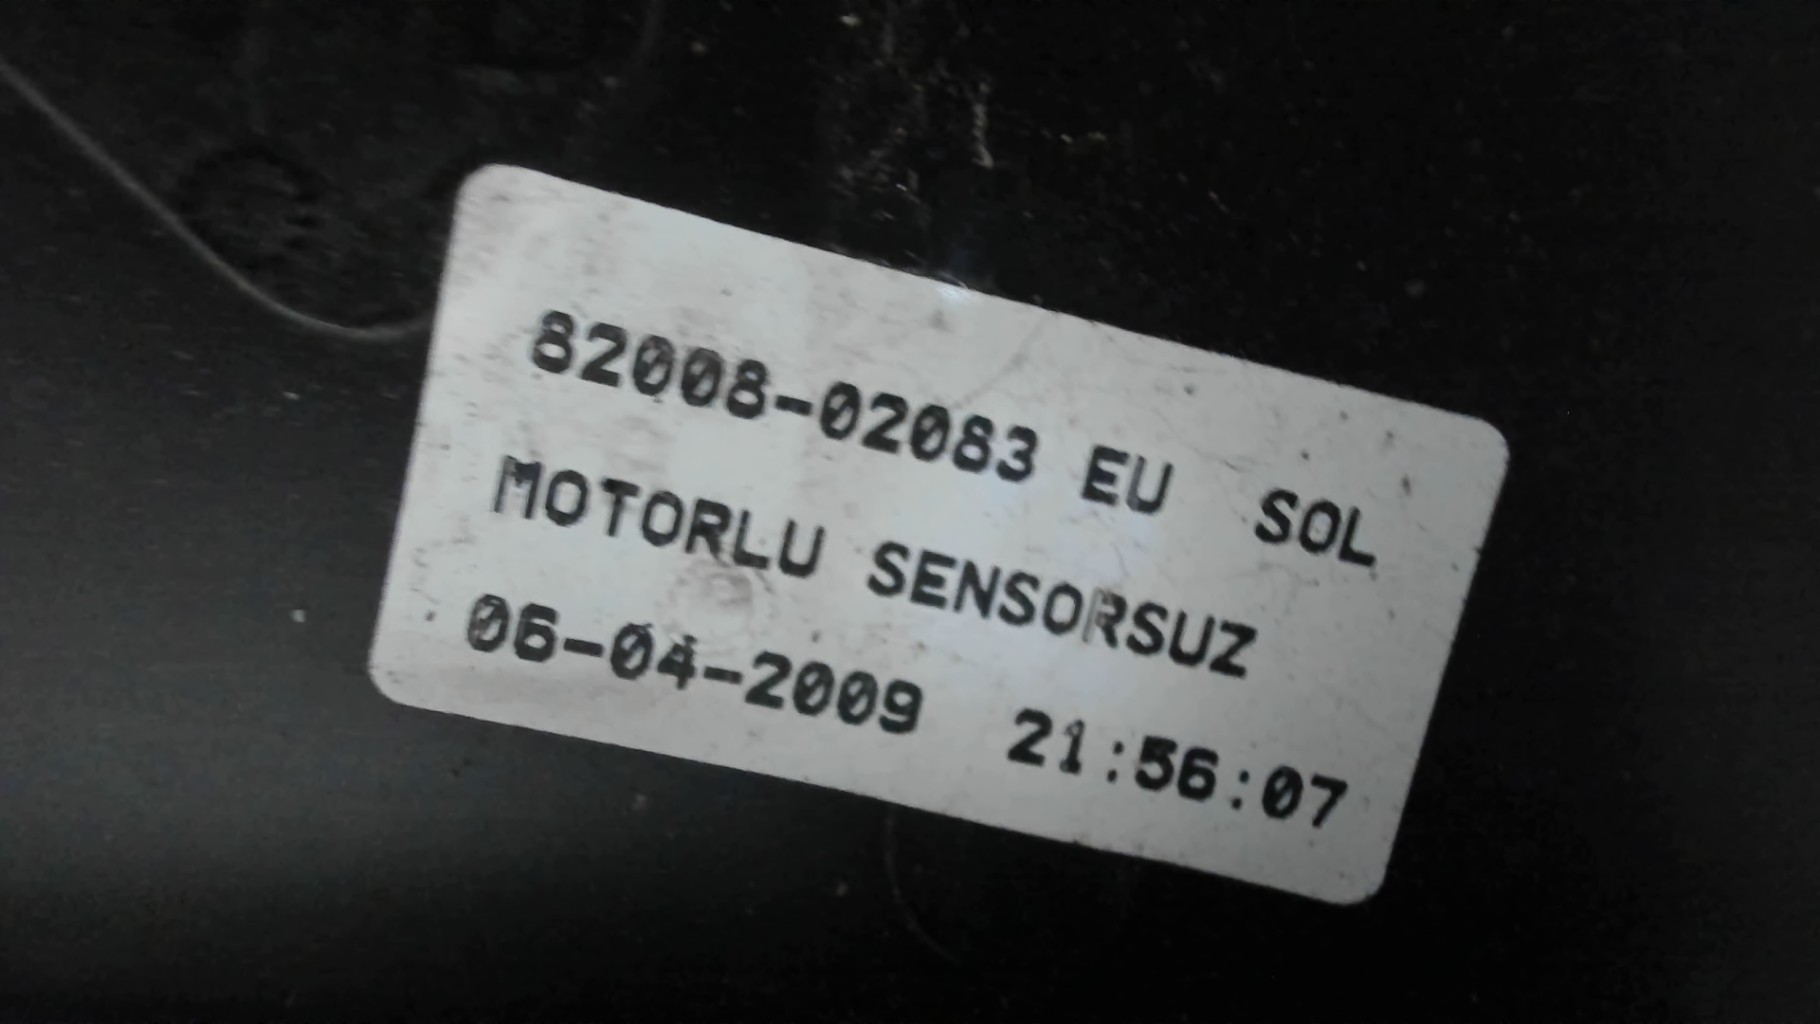 82008-02083 EU SOL
MOTORLU SENSORSUZ
06-04-2009 21:56:07